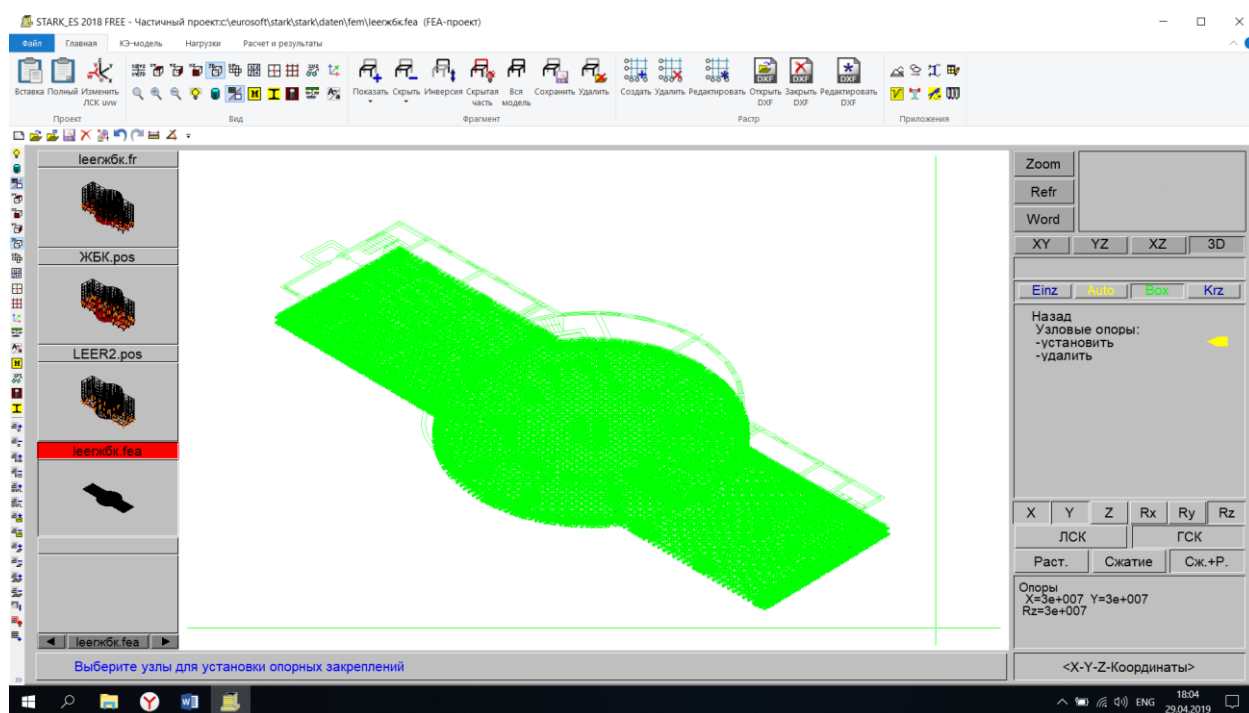 STARK_ES 2018 FREE - Частичный проект:c:\eurosoft\stark\stark\daten\fem\leerжбк.fea (FEA-проект)
Файл Главная КЭ-модель Нагрузки Расчет и результаты
Вставка Полный Изменить ЛСК uvw
Показать Скрыть Инверсия Скрытая часть Вся модель Сохранить Удалить
Создать Удалить Редактировать Открыть DXF Закрыть DXF Редактировать DXF
Проект Вид Фрагмент Растр Приложения
leerжбк.fr
ЖБК.pos
LEER2.pos
leerжбк.fea
leerжбк.fea
Zoom
Refr
Word
XY YZ XZ 3D
Einz Auto Box Krz
Назад
Узловые опоры:
-установить
-удалить
X Y Z Rx Ry Rz
ЛСК ГСК
Раст. Сжатие Сж.+Р.
Опоры
X=3e+007 Y=3e+007
Rz=3e+007
Выберите узлы для установки опорных закреплений
<X-Y-Z-Координаты>
ENG
18:04
29.04.2019